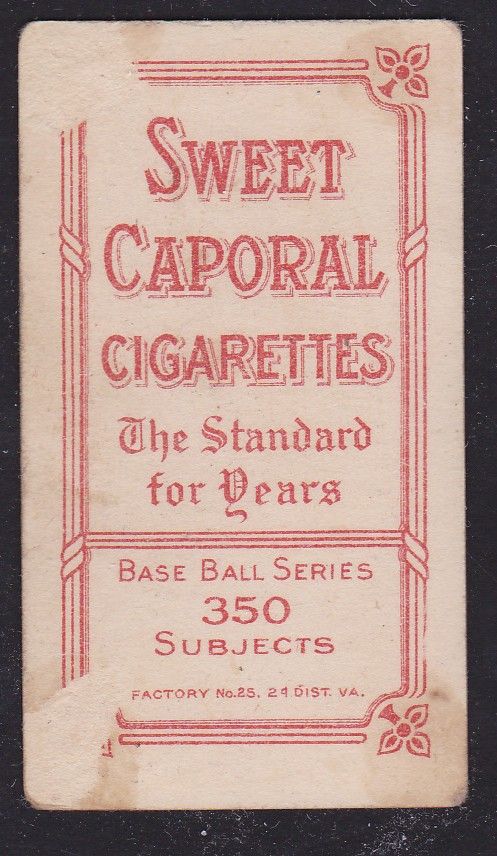 SWEET
CAPORAL
CIGARETTES
The Standard
for Years
BASE BALL SERIES
350
SUBJECTS
FACTORY No. 25. 2d DIST. VA.